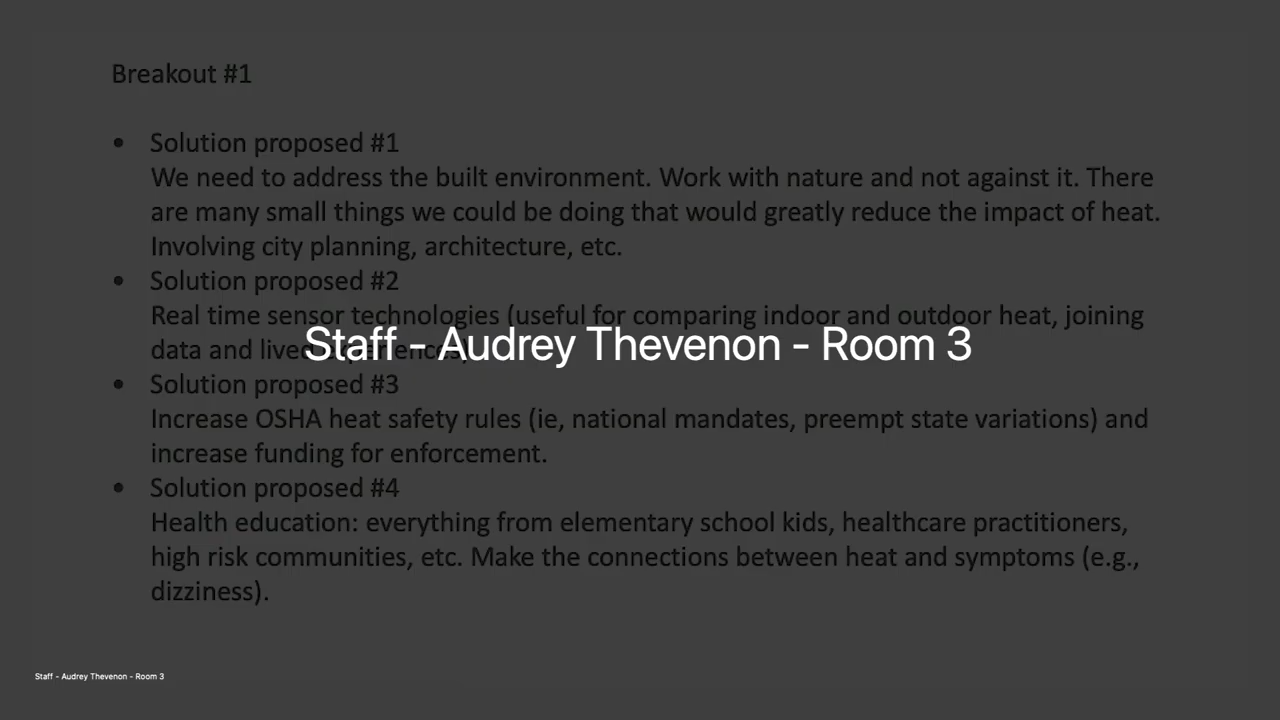 Breakout #1
• Solution proposed #1
We need to address the built environment. Work with nature and not against it. There
are many small things we could be doing that would greatly reduce the impact of heat.
Involving city planning, architecture, etc.
• Solution proposed #2
Real time sensor technologies (useful for comparing indoor and outdoor heat, joining
data and lived experiences)
Staff - Audrey Thevenon - Room 3
• Solution proposed #3
Increase OSHA heat safety rules (ie, national mandates, preempt state variations) and
increase funding for enforcement.
• Solution proposed #4
Health education: everything from elementary school kids, healthcare practitioners,
high risk communities, etc. Make the connections between heat and symptoms (e.g.,
dizziness).
Staff - Audrey Thevenon - Room 3